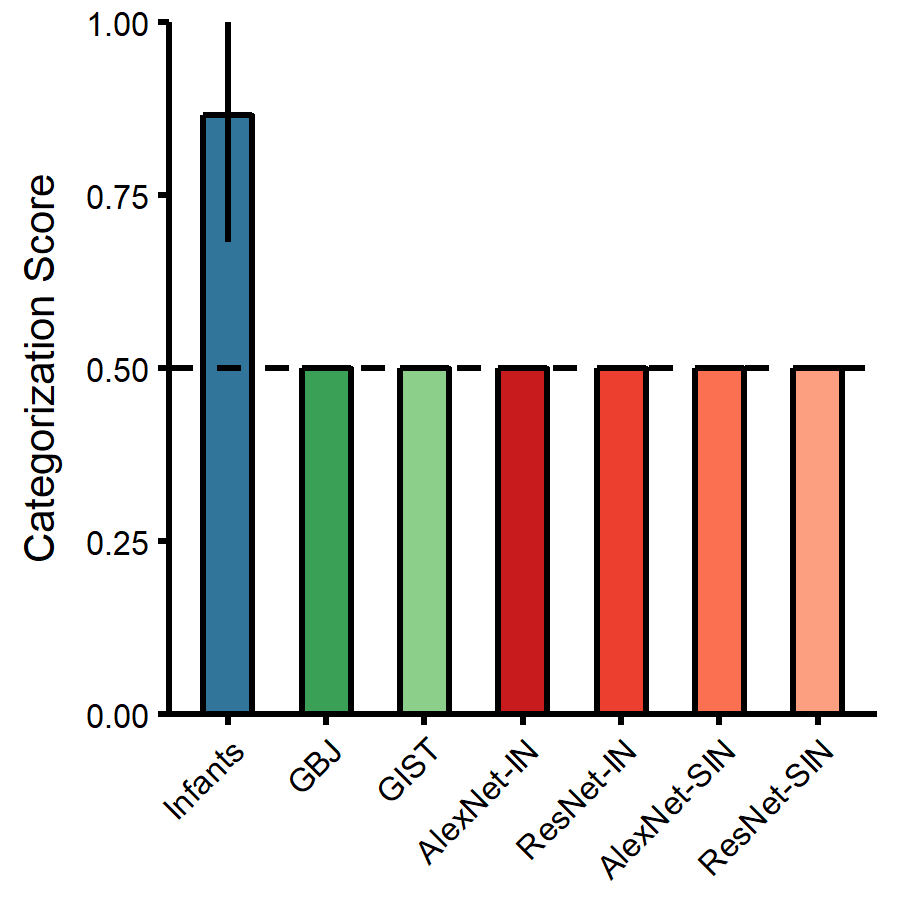 Categorization Score
1.00
0.75
0.50
0.25
0.00
Infants
GBJ
GIST
AlexNet-IN
ResNet-IN
AlexNet-SIN
ResNet-SIN